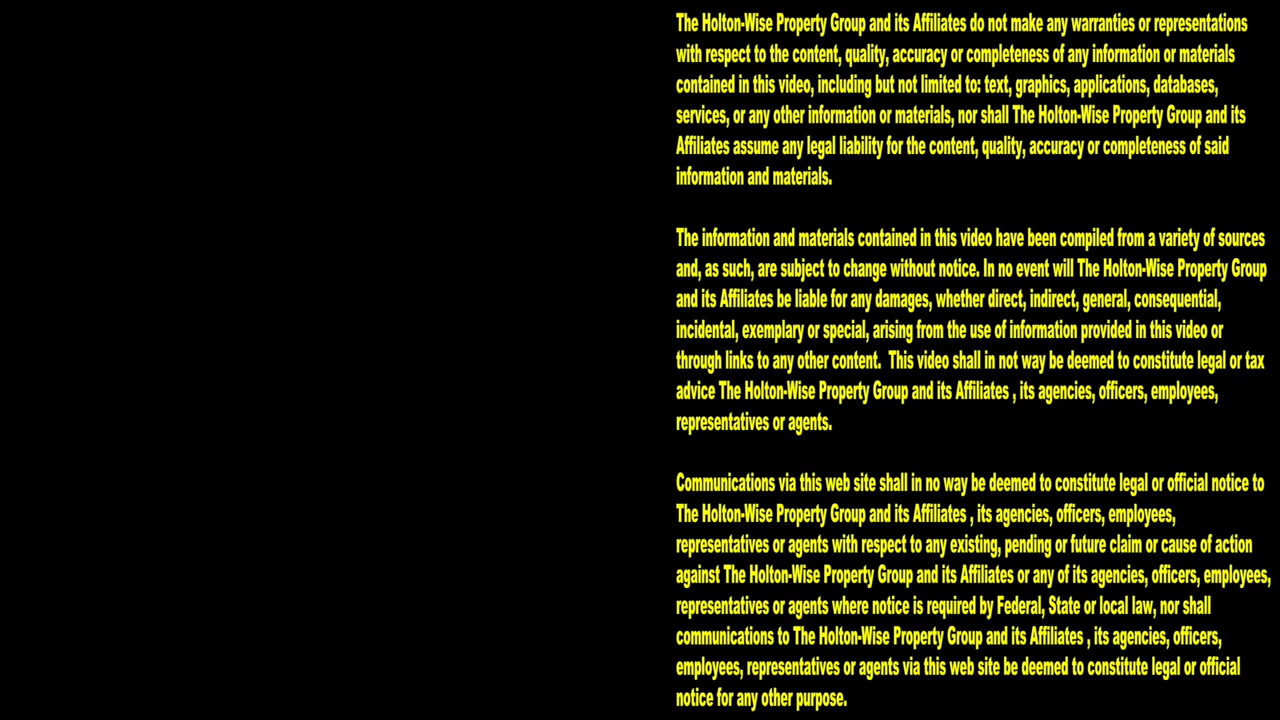 The Holton-Wise Property Group and its Affiliates do not make any warranties or representations
with respect to the content, quality, accuracy or completeness of any information or materials
contained in this video, including but not limited to: text, graphics, applications, databases,
services, or any other information or materials, nor shall The Holton-Wise Property Group and its
Affiliates assume any legal liability for the content, quality, accuracy or completeness of said
information and materials.
The information and materials contained in this video have been compiled from a variety of sources
and, as such, are subject to change without notice. In no event will The Holton-Wise Property Group
and its Affiliates be liable for any damages, whether direct, indirect, general, consequential,
incidental, exemplary or special, arising from the use of information provided in this video or
through links to any other content.  This video shall in not way be deemed to constitute legal or tax
advice The Holton-Wise Property Group and its Affiliates , its agencies, officers, employees,
representatives or agents.
Communications via this web site shall in no way be deemed to constitute legal or official notice to
The Holton-Wise Property Group and its Affiliates , its agencies, officers, employees,
representatives or agents with respect to any existing, pending or future claim or cause of action
against The Holton-Wise Property Group and its Affiliates or any of its agencies, officers, employees,
representatives or agents where notice is required by Federal, State or local law, nor shall
communications to The Holton-Wise Property Group and its Affiliates , its agencies, officers,
employees, representatives or agents via this web site be deemed to constitute legal or official
notice for any other purpose.